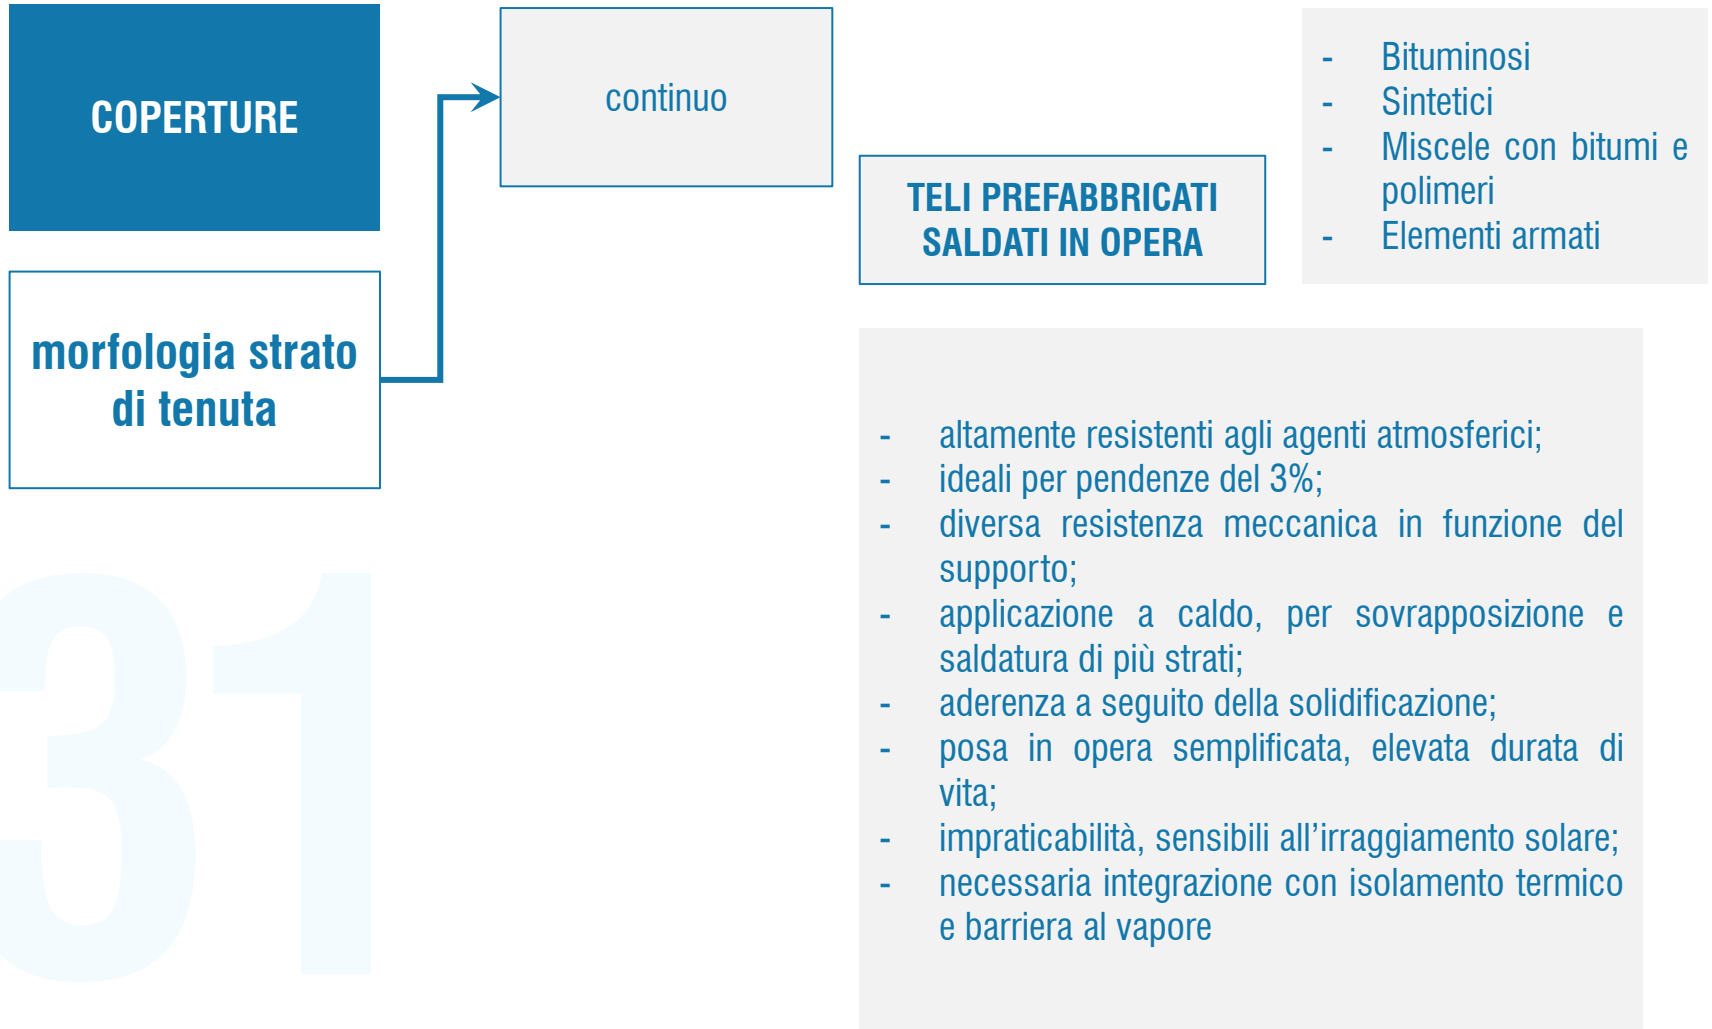 COPERTURE
morfologia strato
di tenuta
continuo
TELI PREFABBRICATI
SALDATI IN OPERA
- Bituminosi
- Sintetici
- Miscele con bitumi e
polimeri
- Elementi armati
- altamente resistenti agli agenti atmosferici;
- ideali per pendenze del 3%;
- diversa resistenza meccanica in funzione del
supporto;
- applicazione a caldo, per sovrapposizione e
saldatura di più strati;
- aderenza a seguito della solidificazione;
- posa in opera semplificata, elevata durata di
vita;
- impraticabilità, sensibili all’irraggiamento solare;
- necessaria integrazione con isolamento termico
e barriera al vapore
31